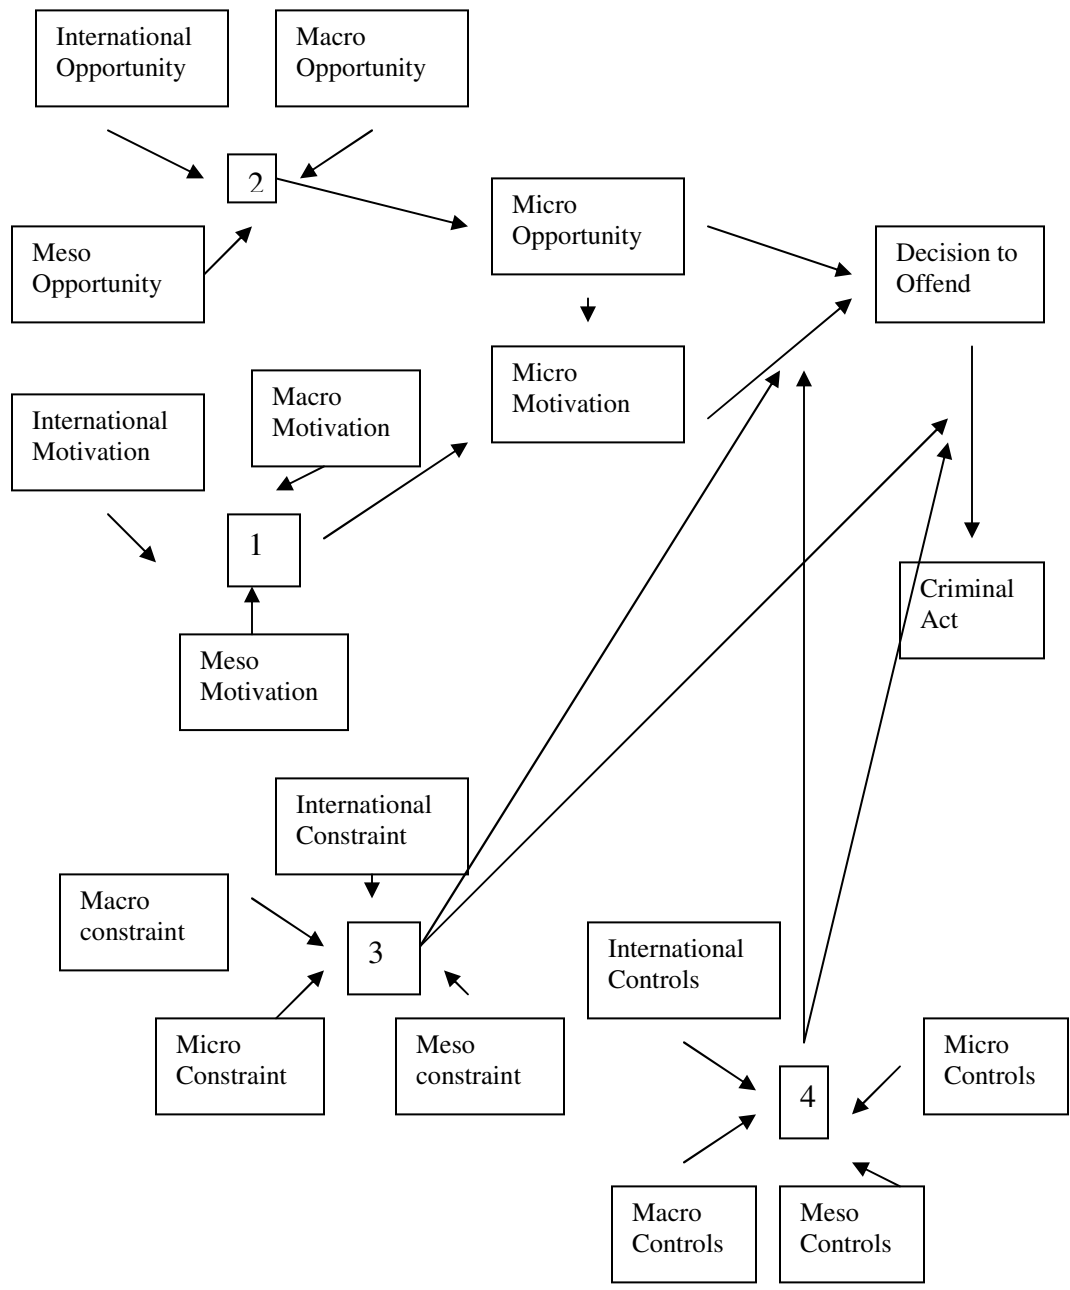 International
Opportunity
Macro
Opportunity
2
Micro
Opportunity
Meso
Opportunity
Decision to
Offend
Micro
Motivation
Macro
Motivation
International
Motivation
1
Criminal
Act
Meso
Motivation
International
Constraint
Macro
constraint
3
International
Controls
Micro
Constraint
Meso
constraint
Micro
Controls
4
Macro
Controls
Meso
Controls